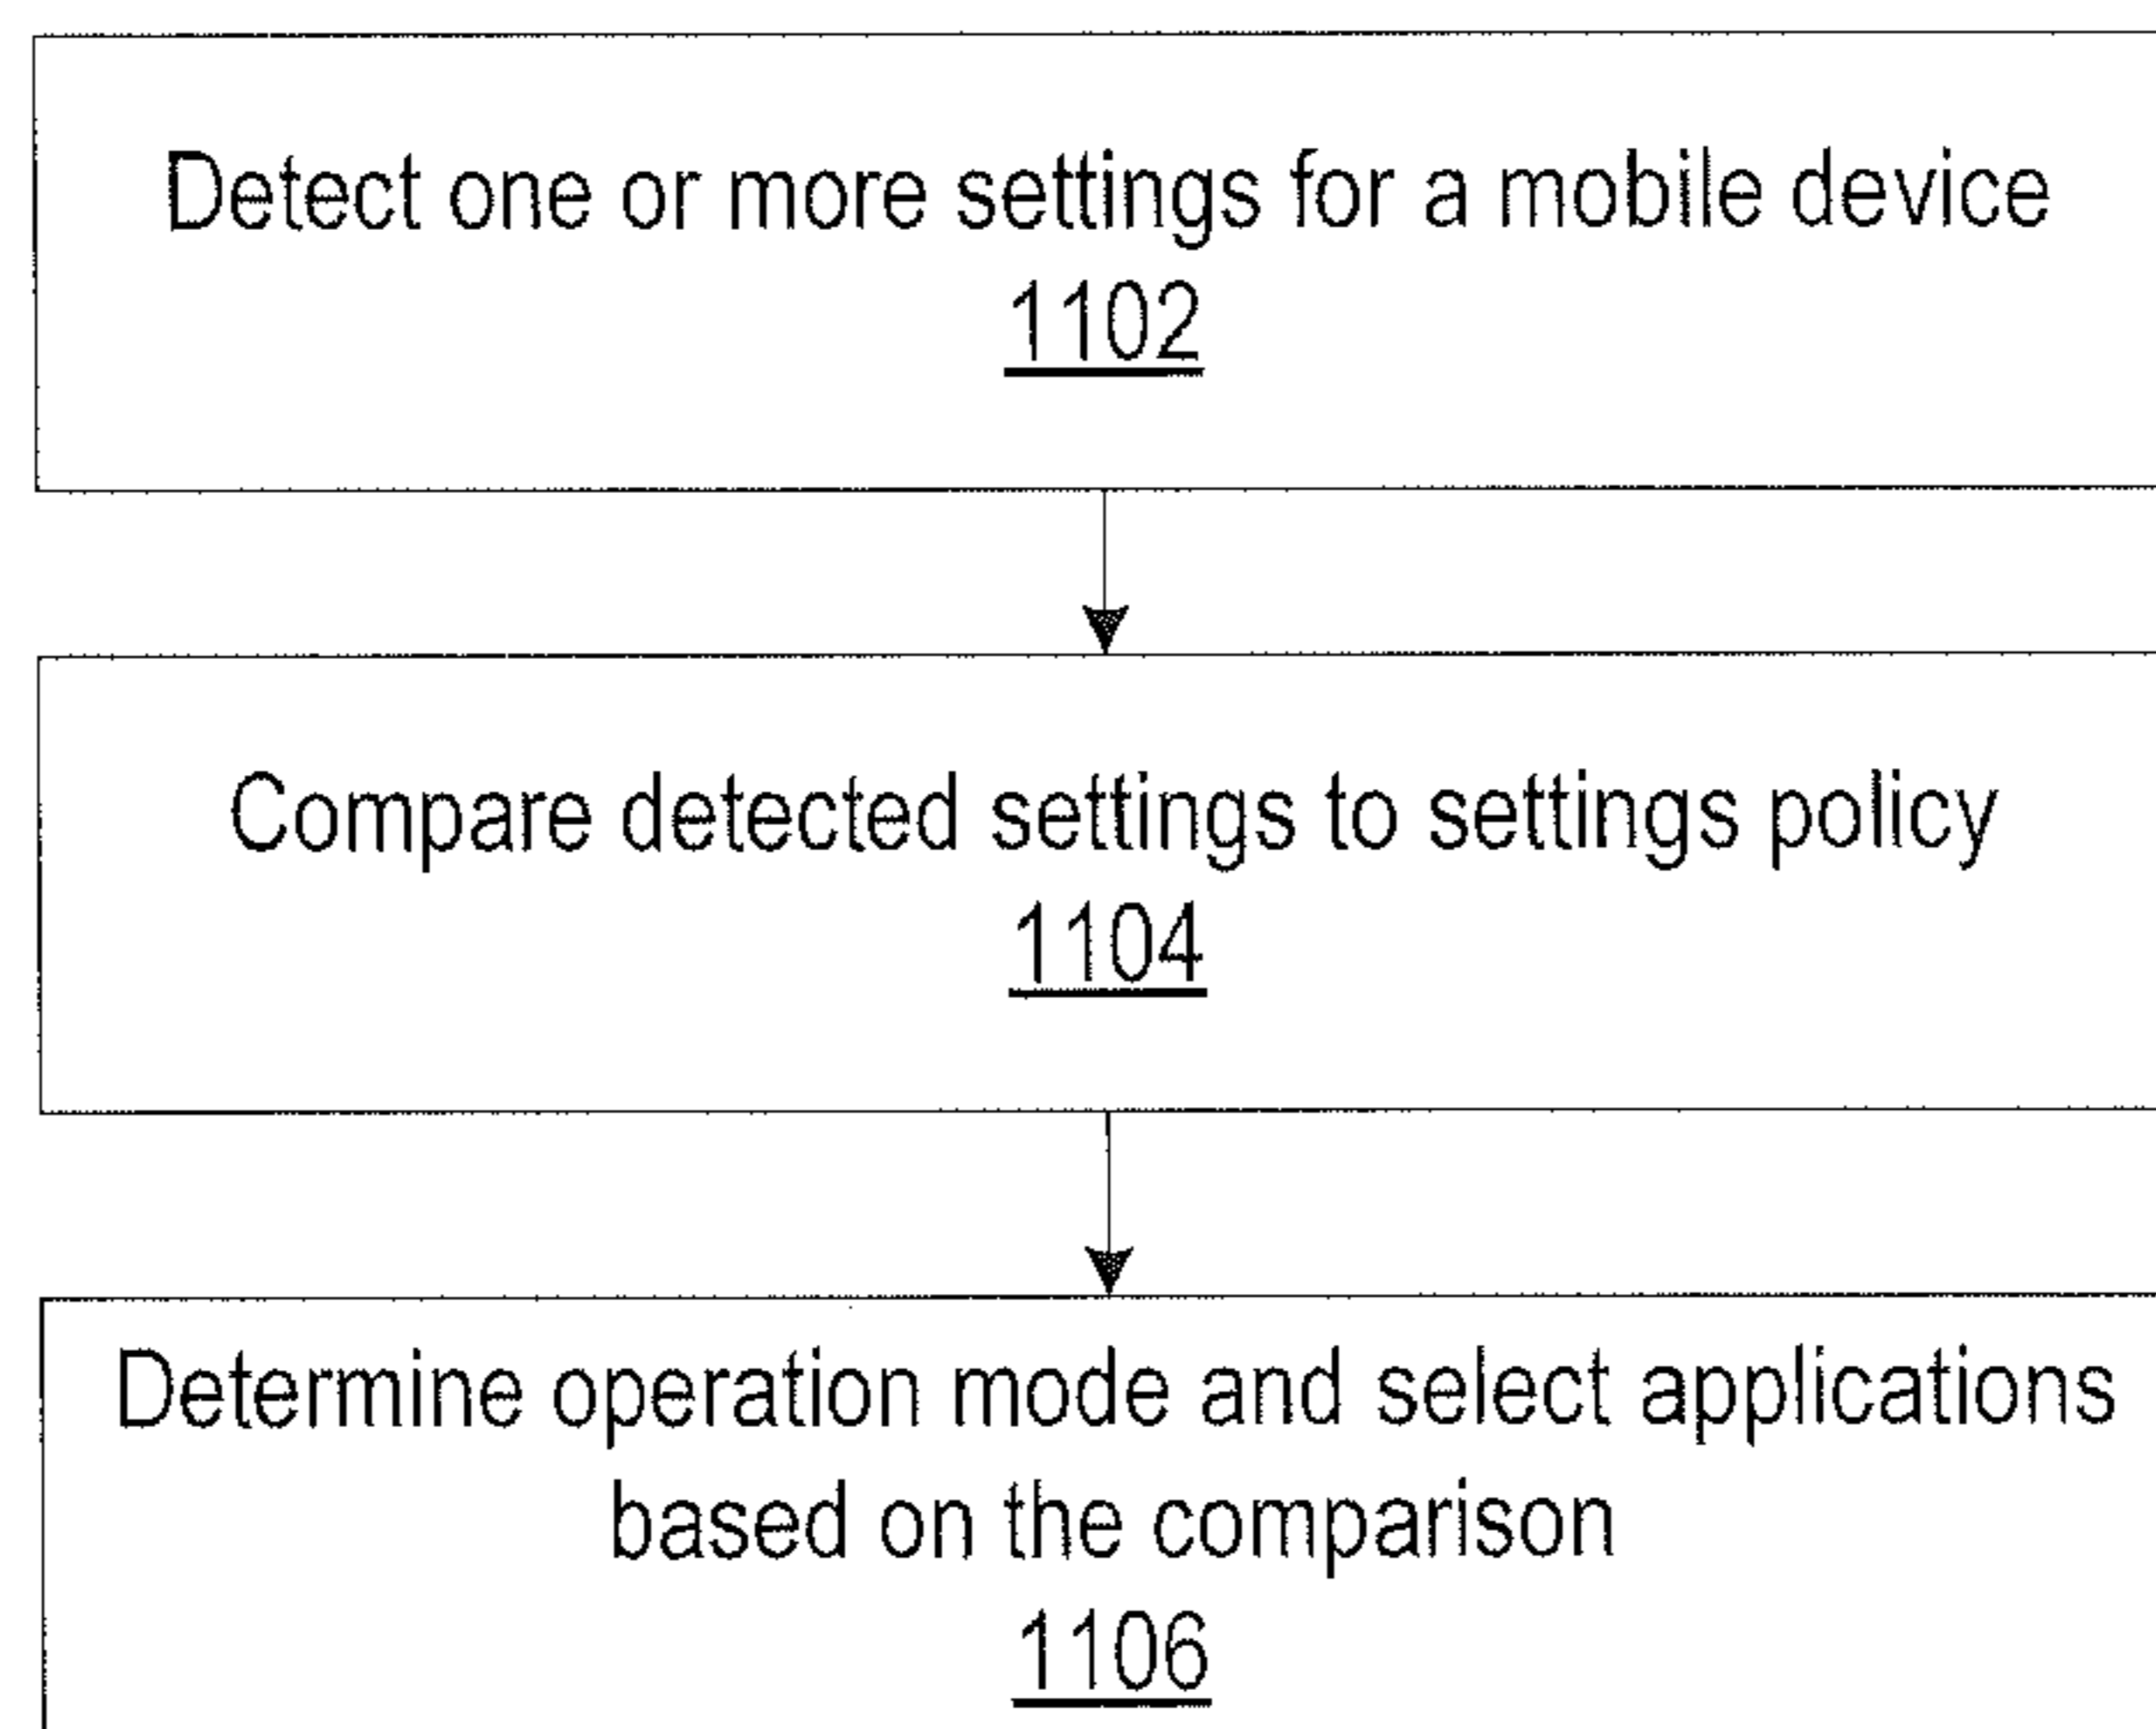 Detect one or more settings for a mobile device
1102
Compare detected settings to settings policy
1104
Determine operation mode and select applications
based on the comparison
1106